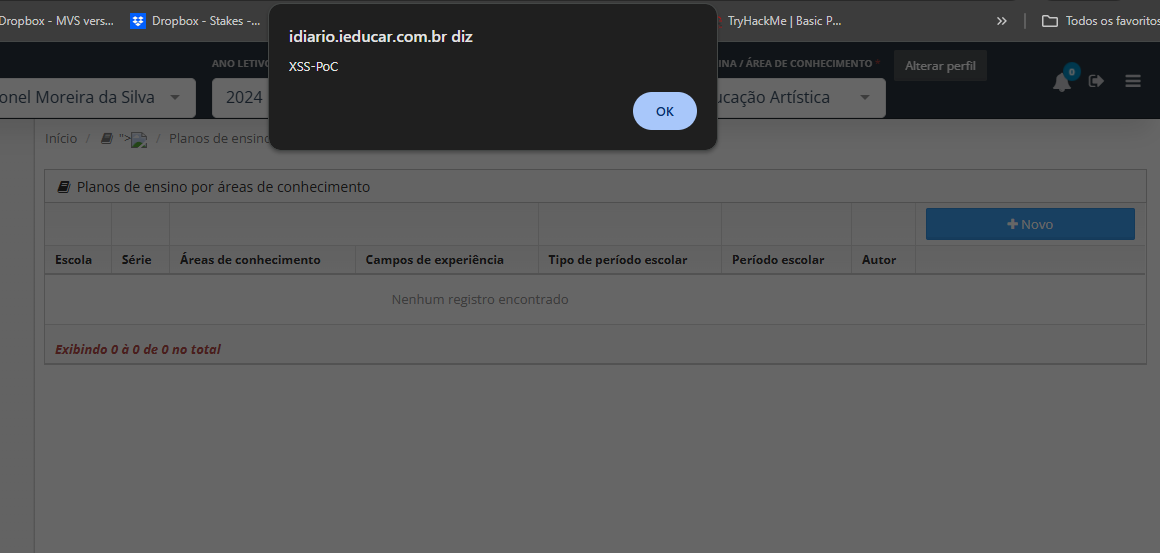 Dropbox - MVS vers...
Dropbox - Stakes -...
TryHackMe | Basic P...
»
Todos os favoritos
idiario.ieducar.com.br diz
XSS-PoC
OK
ANO LETIVO
INA / ÁREA DE CONHECIMENTO *
Alterar perfil
onel Moreira da Silva
2024
ucação Artística
0
Início / ">
/ Planos de ensino
Planos de ensino por áreas de conhecimento
+ Novo
Escola
Série
Áreas de conhecimento
Campos de experiência
Tipo de período escolar
Período escolar
Autor
Nenhum registro encontrado
Exibindo 0 à 0 de 0 no total